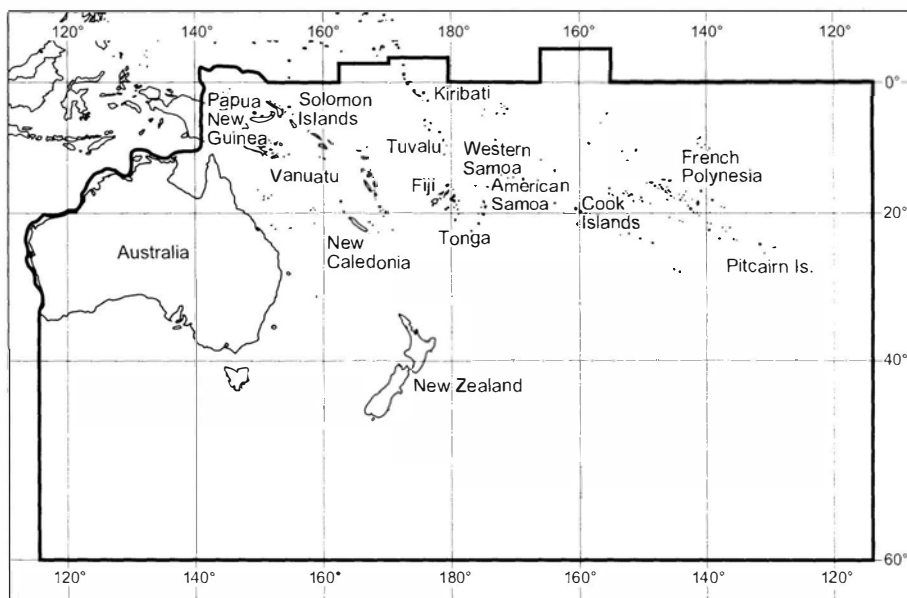 120° 140° 160° 180° 160° 140° 120°
0°
Kiribati
Papua
New
Guinea
Solomon
Islands
Tuvalu
Western
Samoa
French
Polynesia
Vanuatu
Fiji
American
Samoa
Cook
Islands
20°
Tonga
Australia
New
Caledonia
Pitcairn Is.
40°
New Zealand
60°
120° 140° 160° 180° 160° 140° 120°